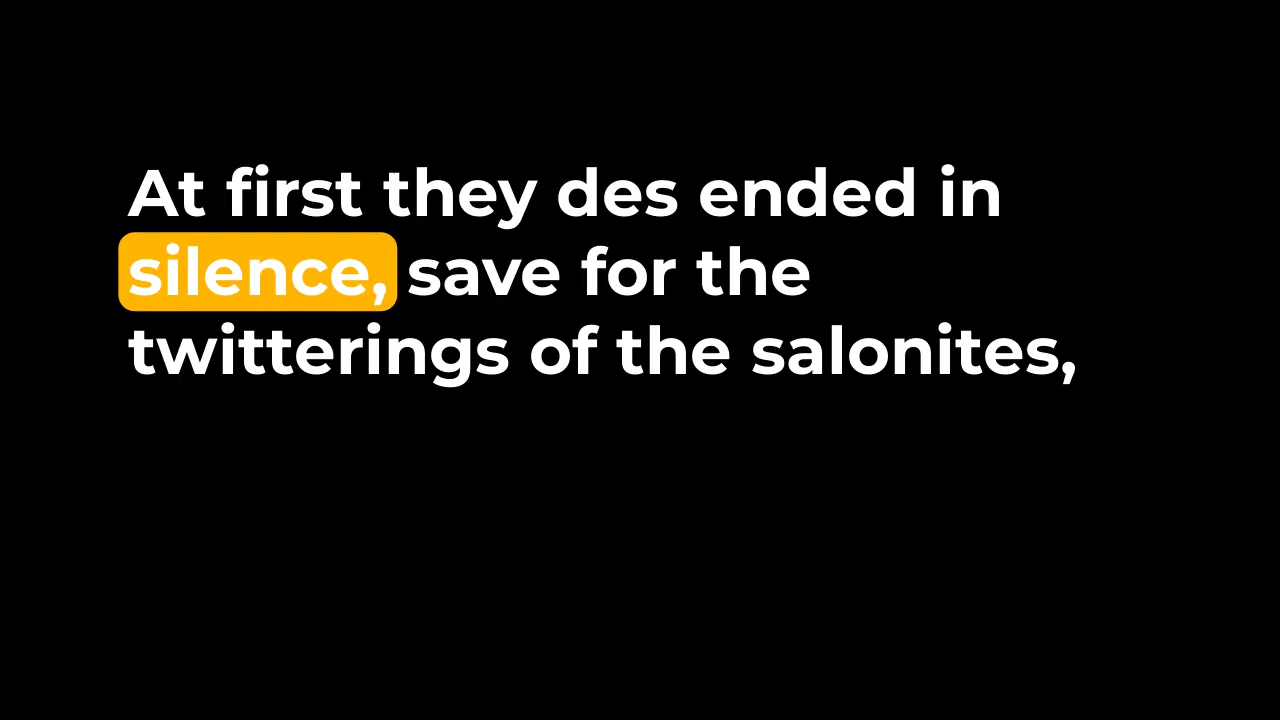 At first they des ended in
silence, save for the
twitterings of the salonites,